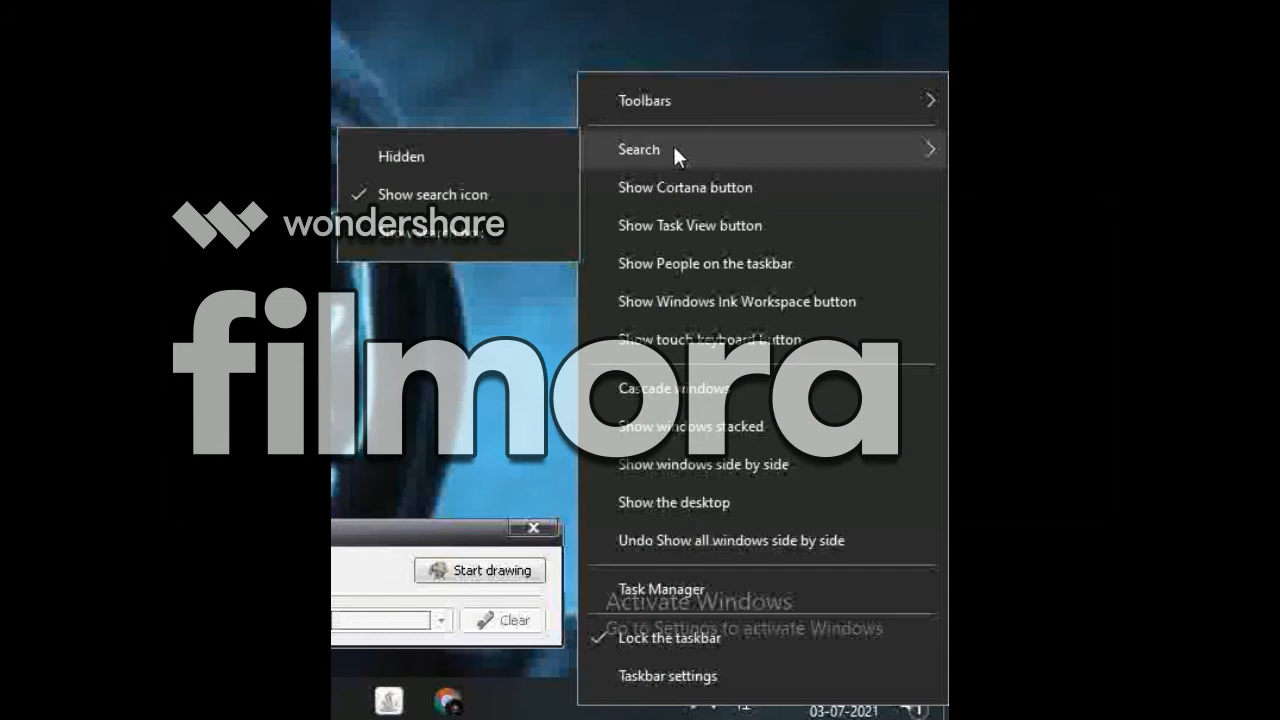 Toolbars
Search
Hidden
Show search icon
Show Cortana button
Show Task View button
Show People on the taskbar
Show Windows Ink Workspace button
Show touch keyboard button
Cascade windows
Show windows stacked
Show windows side by side
Show the desktop
Undo Show all windows side by side
Task Manager
Lock the taskbar
Taskbar settings
wondershare
filmora
Start drawing
Clear
Activate Windows
Go to Settings to activate Windows
03-07-2021